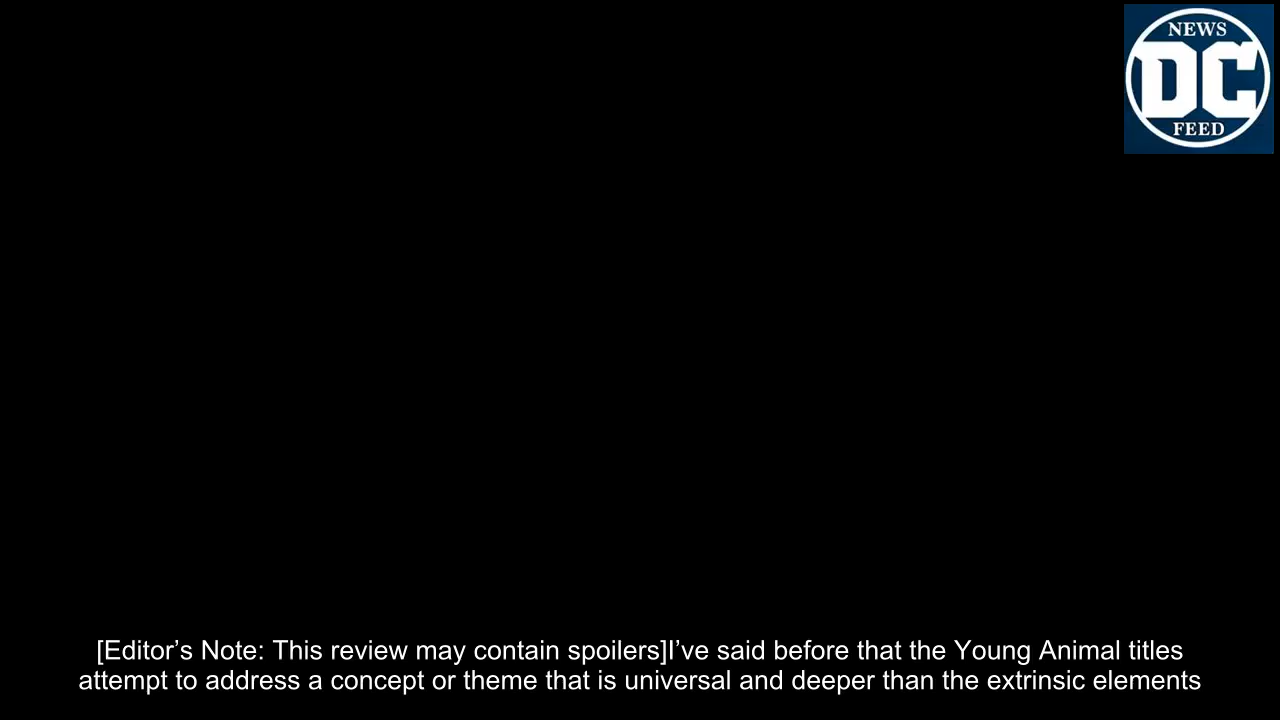 NEWS
DC
FEED
[Editor’s Note: This review may contain spoilers]I’ve said before that the Young Animal titles
attempt to address a concept or theme that is universal and deeper than the extrinsic elements